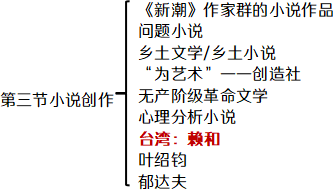 第三节小说创作
《新潮》作家群的小说作品
问题小说
乡土文学/乡土小说
“为艺术”——创造社
无产阶级革命文学
心理分析小说
台湾：赖和
叶绍钧
郁达夫